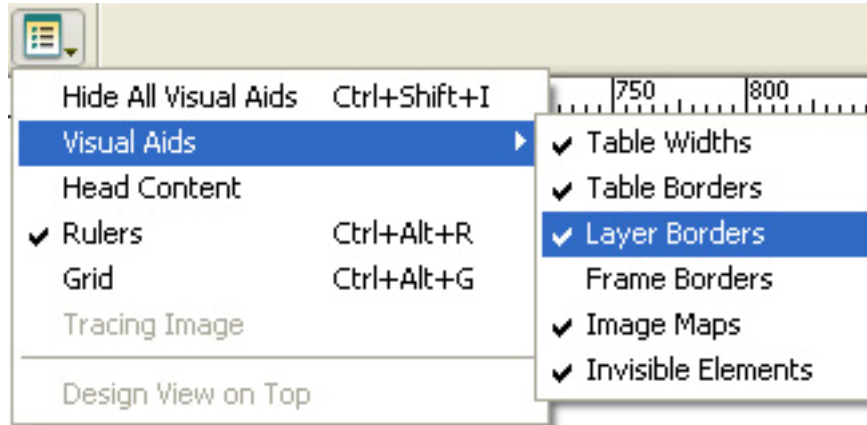 750 800
Hide All Visual Aids Ctrl+Shift+I
Visual Aids
Head Content
Rulers Ctrl+Alt+R
Grid Ctrl+Alt+G
Tracing Image
Design View on Top
Table Widths
Table Borders
Layer Borders
Frame Borders
Image Maps
Invisible Elements